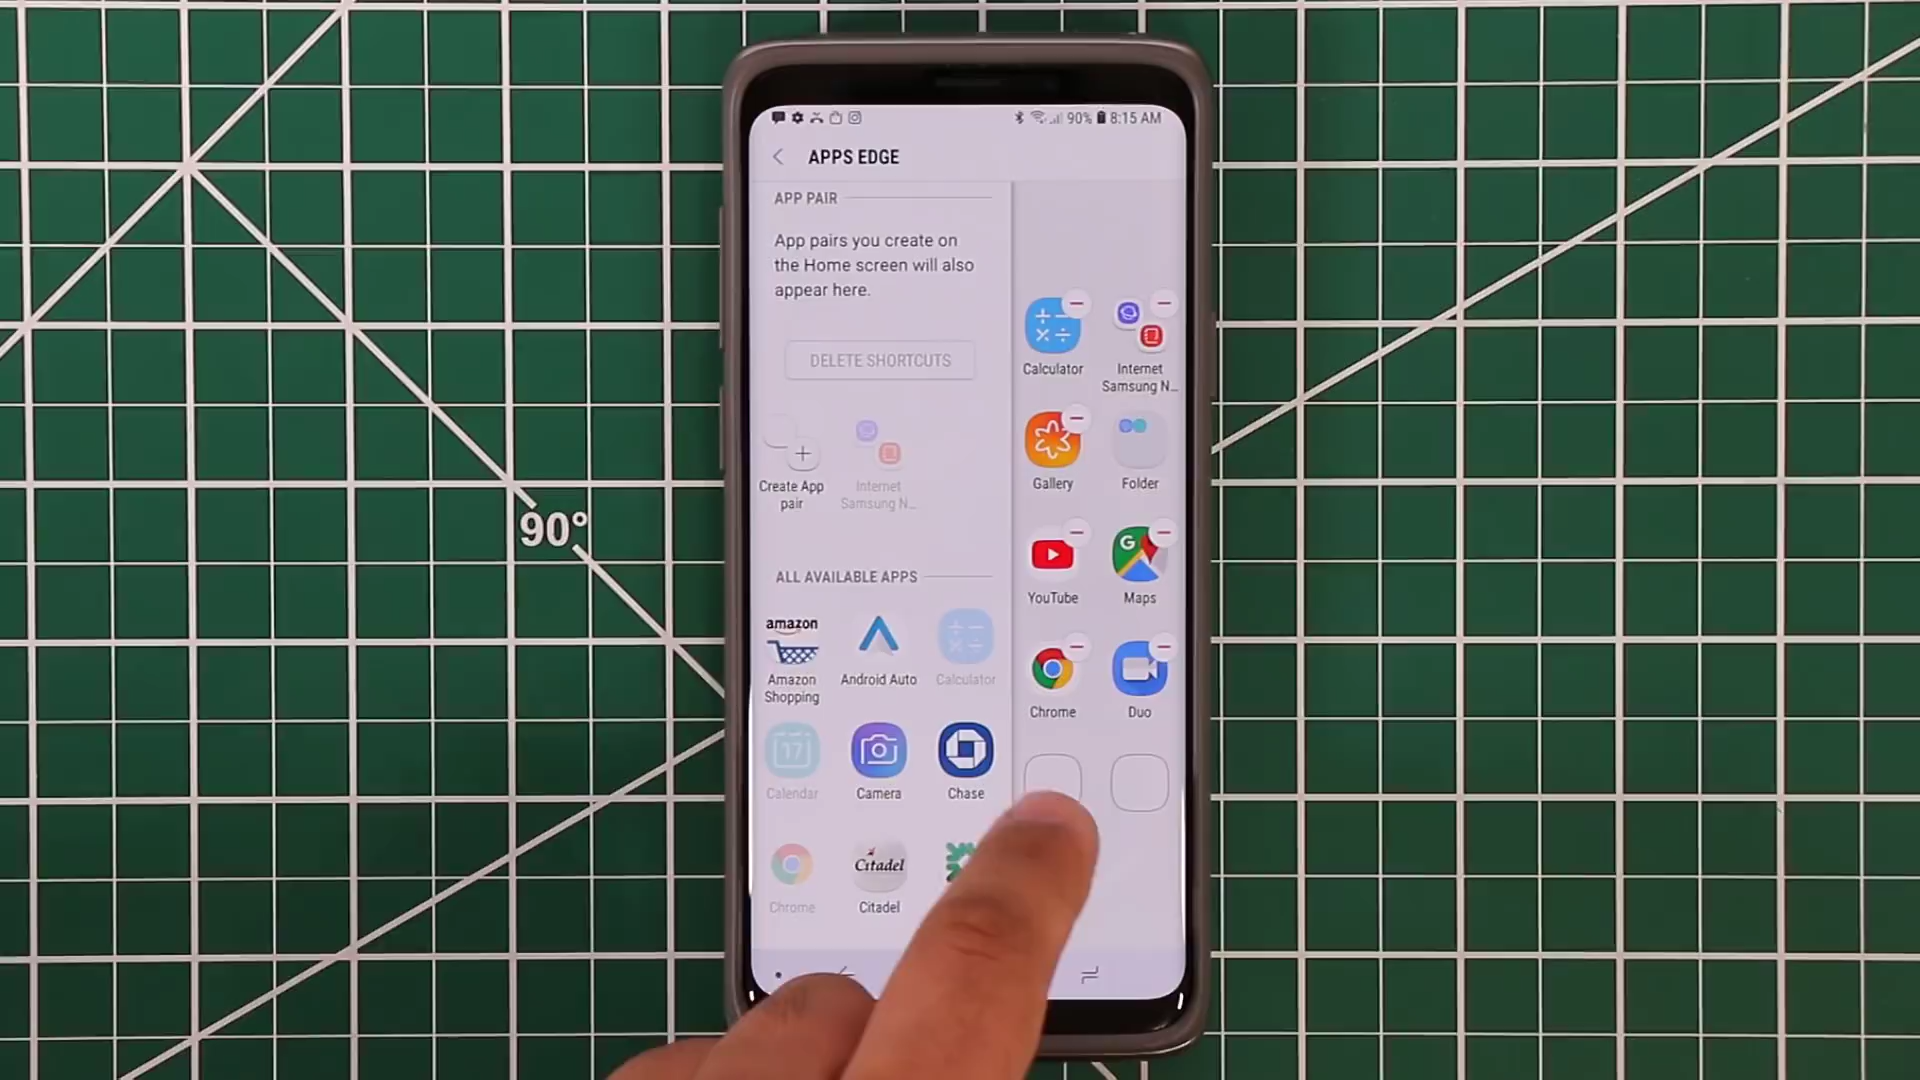 90% 8:15 AM
APPS EDGE
APP PAIR
App pairs you create on
the Home screen will also
appear here.
DELETE SHORTCUTS
Create App
pair
Internet
Samsung N...
ALL AVAILABLE APPS
amazon
Amazon
Shopping
Android Auto
Calculator
17
Calendar
Camera
Chase
Chrome
Citadel
Citadel
Calculator
Internet
Samsung N...
Gallery
Folder
YouTube
G
Maps
Chrome
Duo
90°